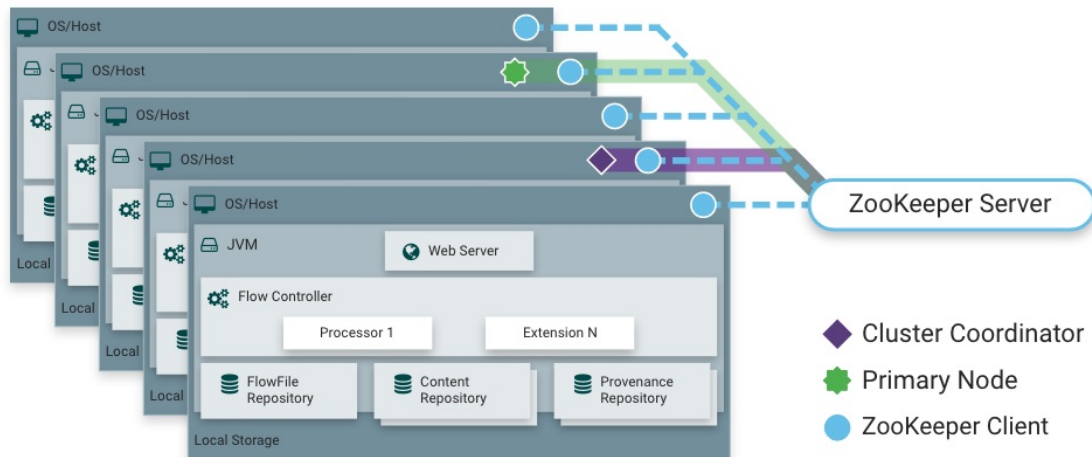 OS/Host
OS/Host
OS/Host
OS/Host
OS/Host
JVM
Web Server
Flow Controller
Processor 1
Extension N
FlowFile
Repository
Content
Repository
Provenance
Repository
Local Storage
Local
Local
Local
Local
ZooKeeper Server
Cluster Coordinator
Primary Node
ZooKeeper Client